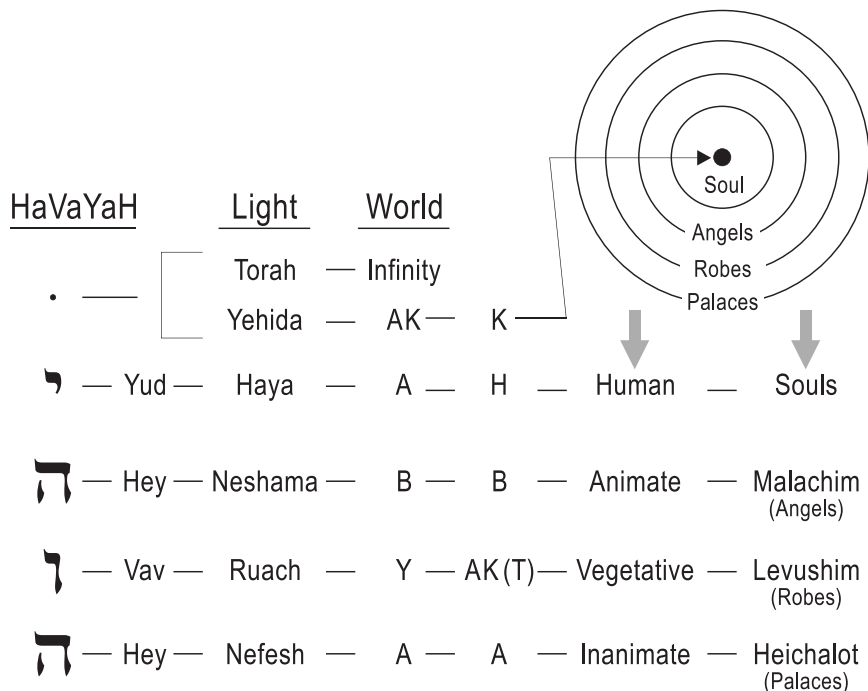 Soul
Angels
Robes
Palaces
HaVaYaH Light World
Torah — Infinity
· — Yehida — AK — K
י — Yud — Haya — A — H — Human — Souls
ה — Hey — Neshama — B — B — Animate — Malachim
(Angels)
ו — Vav — Ruach — Y — AK (T) — Vegetative — Levushim
(Robes)
ה — Hey — Nefesh — A — A — Inanimate — Heichalot
(Palaces)